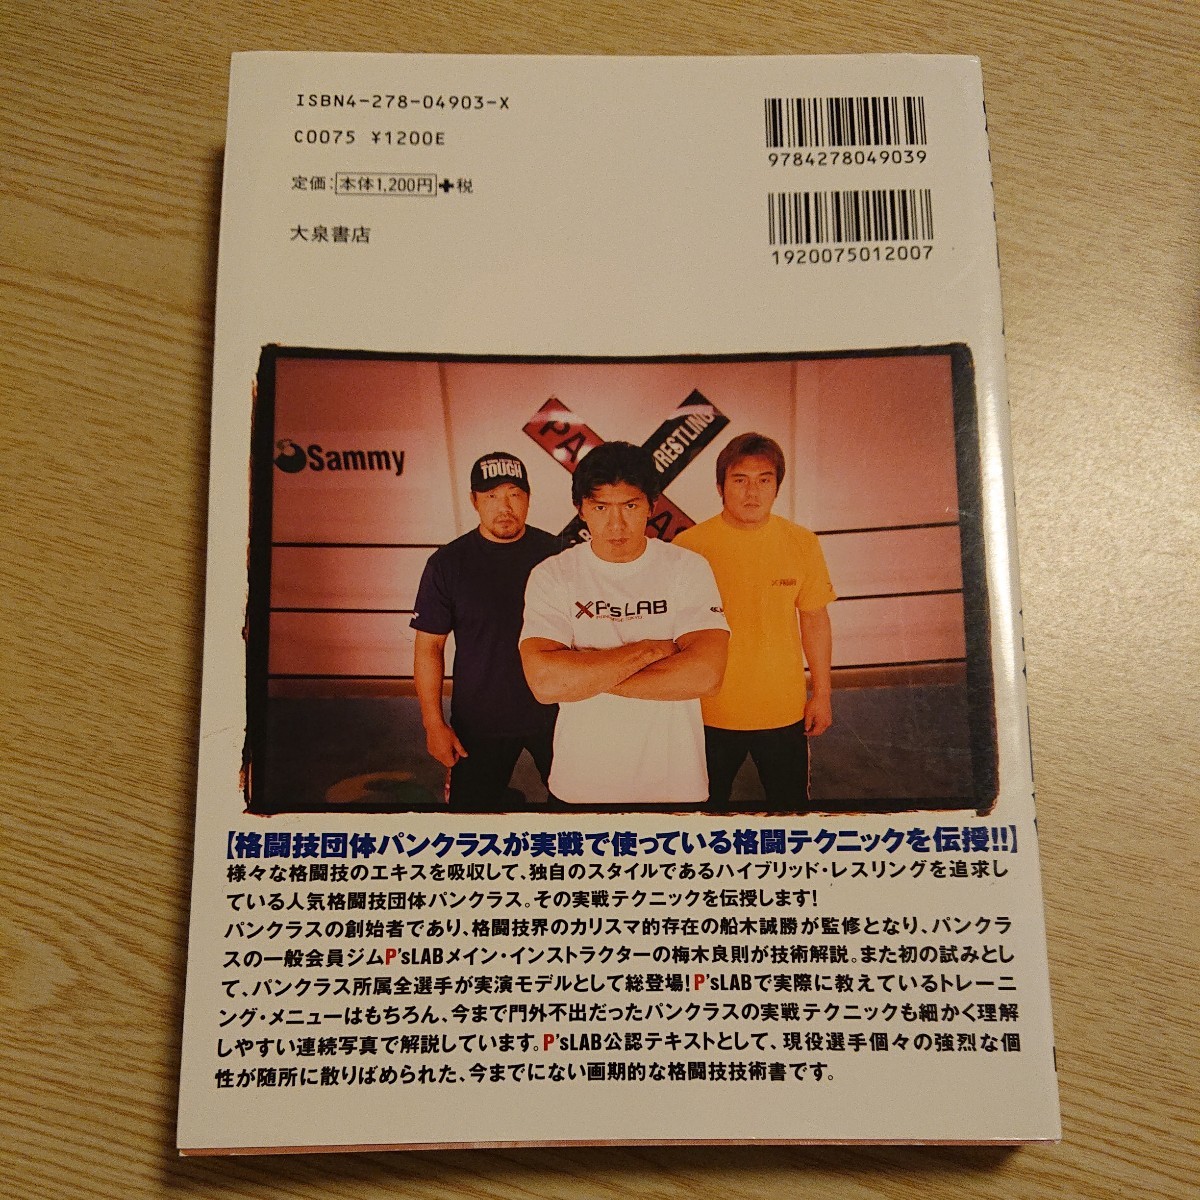 ISBN4-278-04903-X
C0075 ¥1200E
定価：本体1,200円✚税
大泉書店
9784278049039
1920075012007
Sammy
TOUGH
PA
WRESTLING
P'sLAB
【格闘技団体パンクラスが実戦で使っている格闘テクニックを伝授!!】
様々な格闘技のエキスを吸収して、独自のスタイルであるハイブリッド・レスリングを追求し
ている人気格闘技団体パンクラス。その実戦テクニックを伝授します!
パンクラスの創始者であり、格闘技界のカリスマ的存在の船木誠勝が監修となり、パンクラ
スの一般会員ジムP'sLABメイン・インストラクターの梅木良則が技術解説。また初の試みとし
て、パンクラス所属全選手が実演モデルとして総登場!P'sLABで実際に教えているトレーニ
ング・メニューはもちろん、今まで門外不出だったパンクラスの実戦テクニックも細かく理解
しやすい連続写真で解説しています。P'sLAB公認テキストとして、現役選手個々の強烈な個
性が随所に散りばめられた、今までにない画期的な格闘技技術書です。